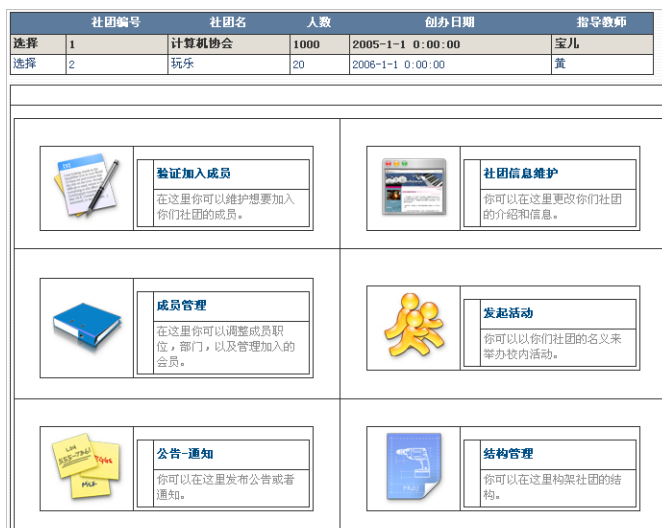 社团编号 社团名 人数 创办日期 指导教师
选择 1 计算机协会 1000 2005-1-1 0:00:00 宝儿
选择 2 玩乐 20 2006-1-1 0:00:00 黄
验证加入成员
在这里你可以维护想要加入
你们社团的成员。
社团信息维护
你可以在这里更改你们社团
的介绍和信息。
成员管理
在这里你可以调整成员职
位，部门，以及管理加入的
会员。
发起活动
你可以以你们社团的名义来
举办校内活动。
公告-通知
你可以在这里发布公告或者
通知。
结构管理
你可以在这里构架社团的结
构。